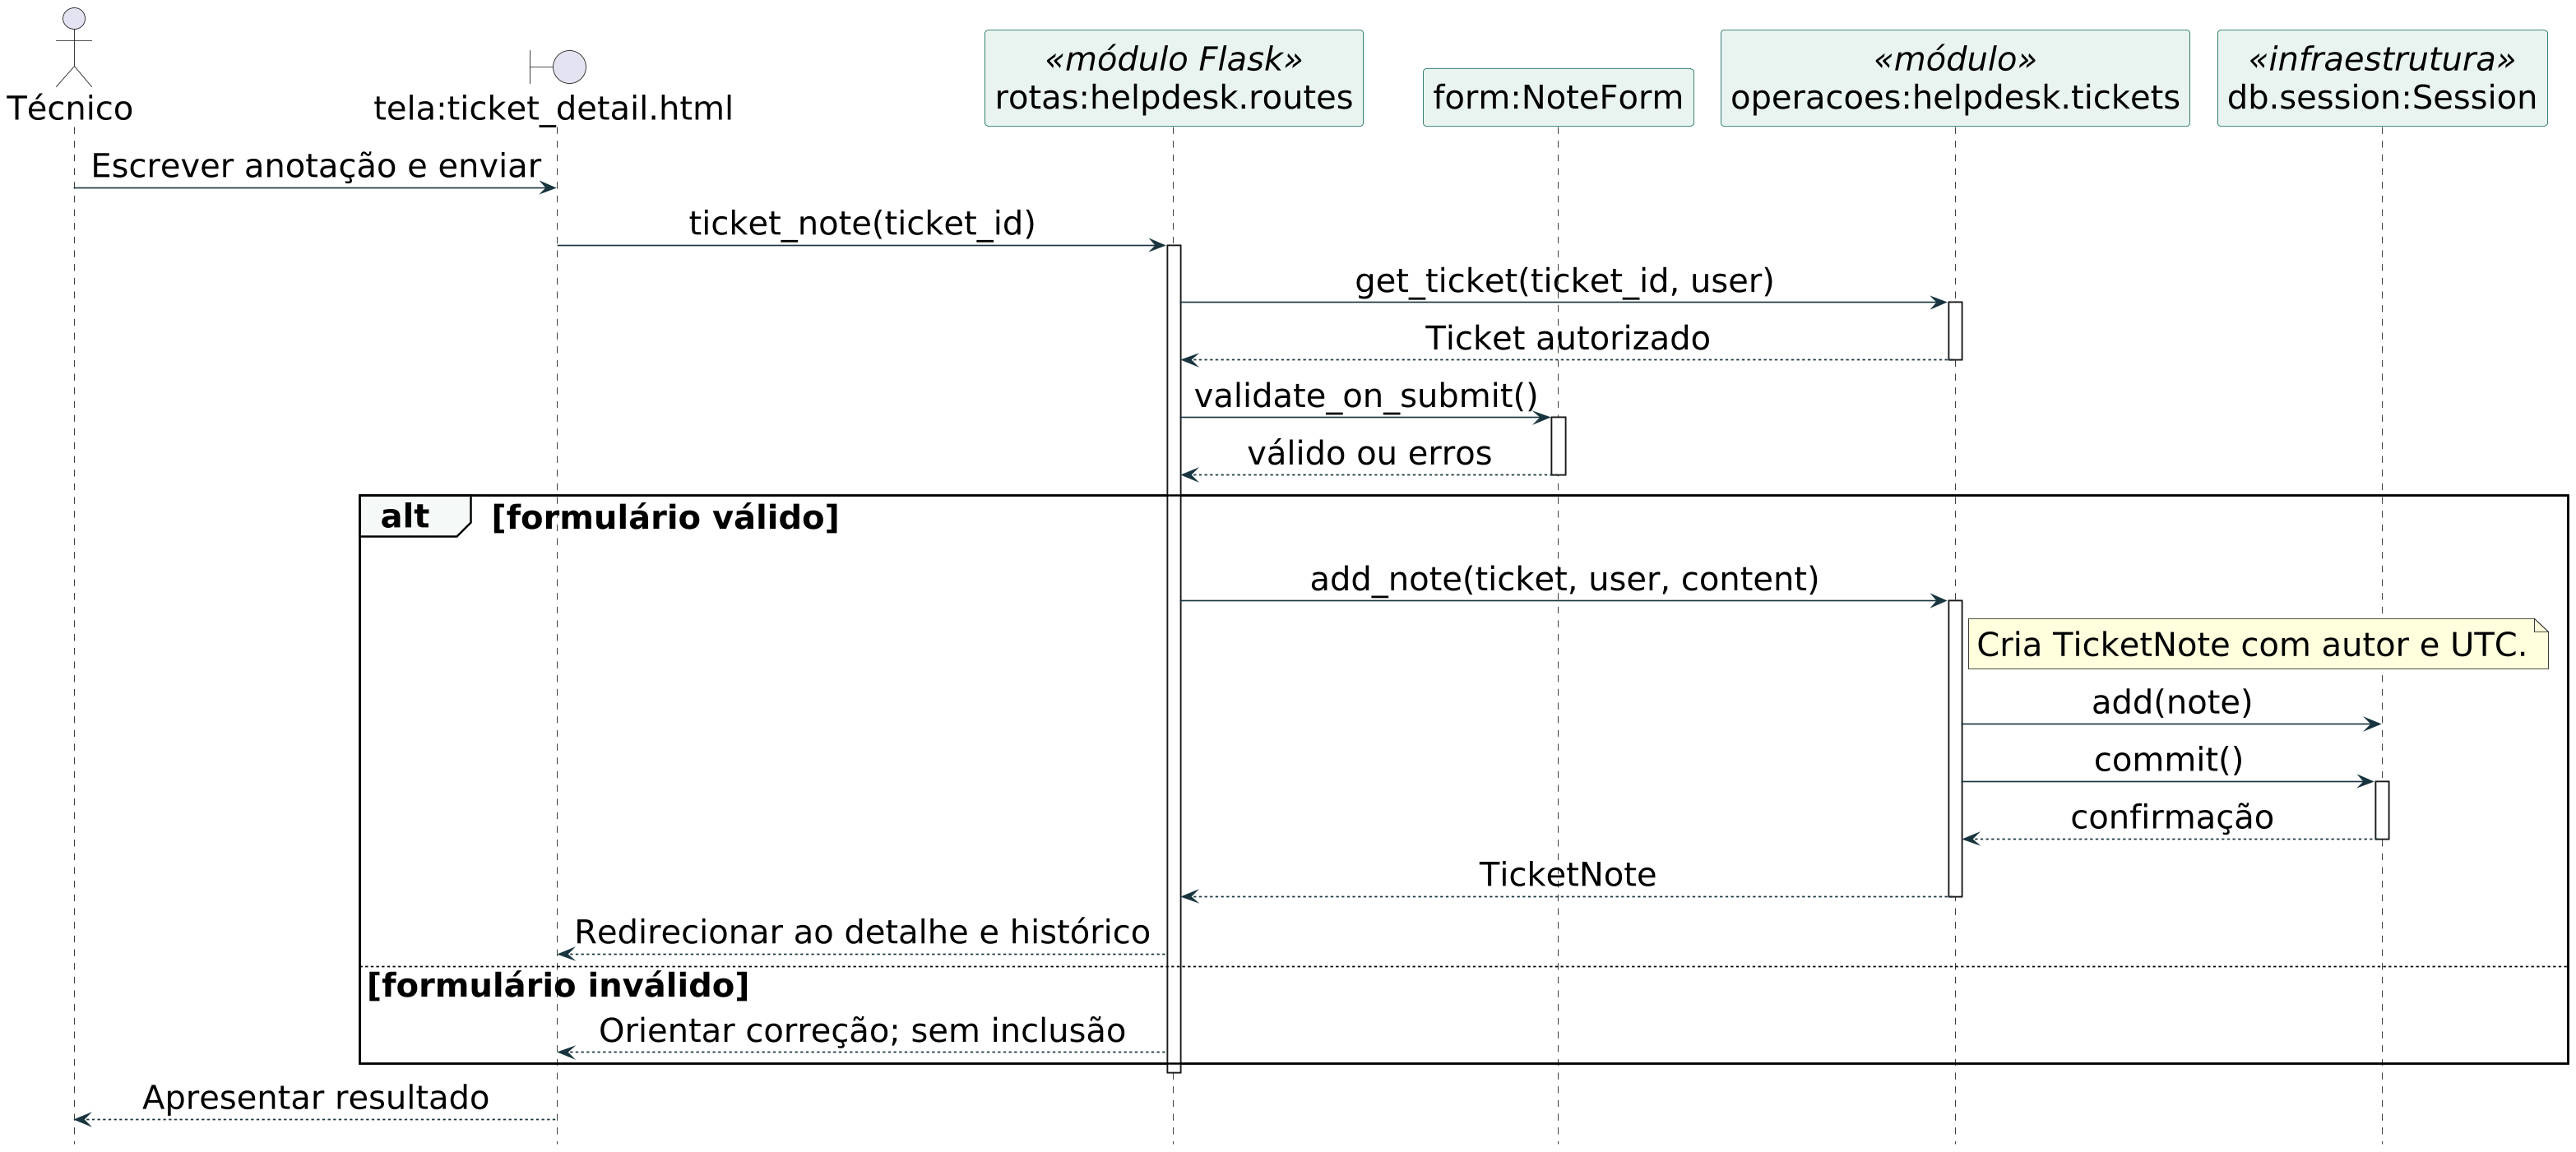 Técnico
tela:ticket_detail.html
«módulo Flask»
rotas:helpdesk.routes
form:NoteForm
«módulo»
operacoes:helpdesk.tickets
«infraestrutura»
db.session:Session
Escrever anotação e enviar
ticket_note(ticket_id)
get_ticket(ticket_id, user)
Ticket autorizado
validate_on_submit()
válido ou erros
alt [formulário válido]
add_note(ticket, user, content)
Cria TicketNote com autor e UTC.
add(note)
commit()
confirmação
TicketNote
Redirecionar ao detalhe e histórico
[formulário inválido]
Orientar correção; sem inclusão
Apresentar resultado